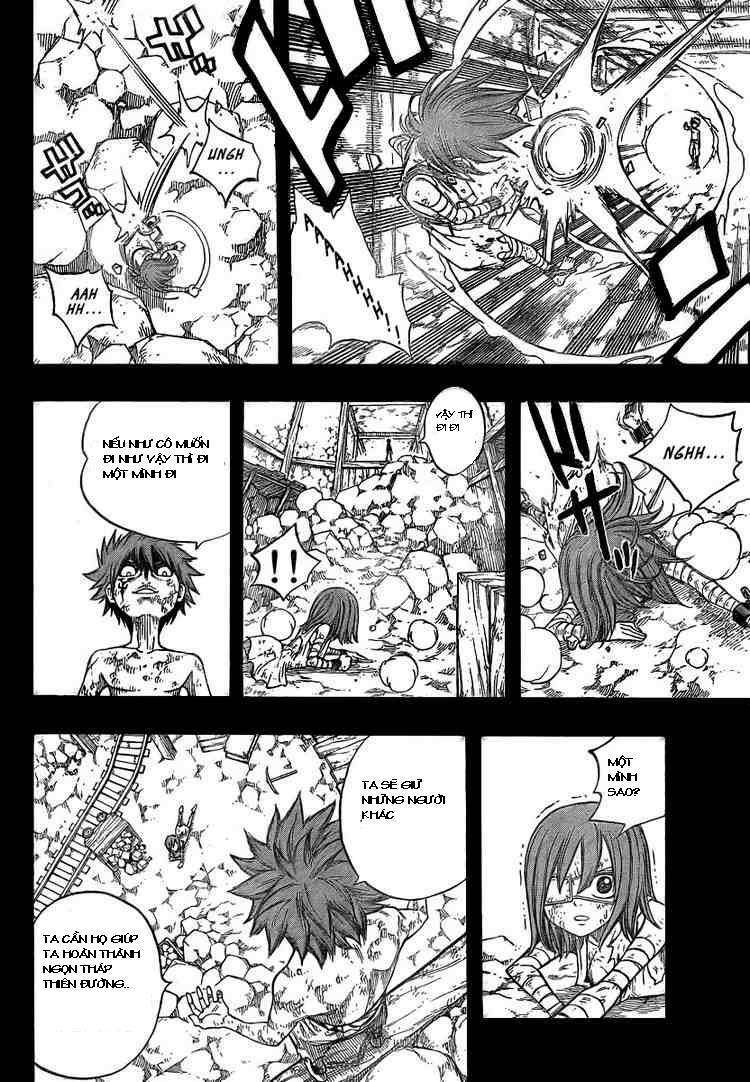 AAAAHHHH!!
UNGH
...
AAH
HH...
NGHH...
VẬY THÌ
ĐI ĐI
!!
NẾU NHƯ CÔ MUỐN
ĐI NHƯ VẬY THÌ ĐI
MỘT MÌNH ĐI
MỘT
MÌNH
SAO?
TA SẼ GIỮ
NHỮNG NGƯỜI
KHÁC
TA CẦN HỌ GIÚP
TA HOÀN THÀNH
NGỌN THÁP
THIÊN ĐƯỜNG..